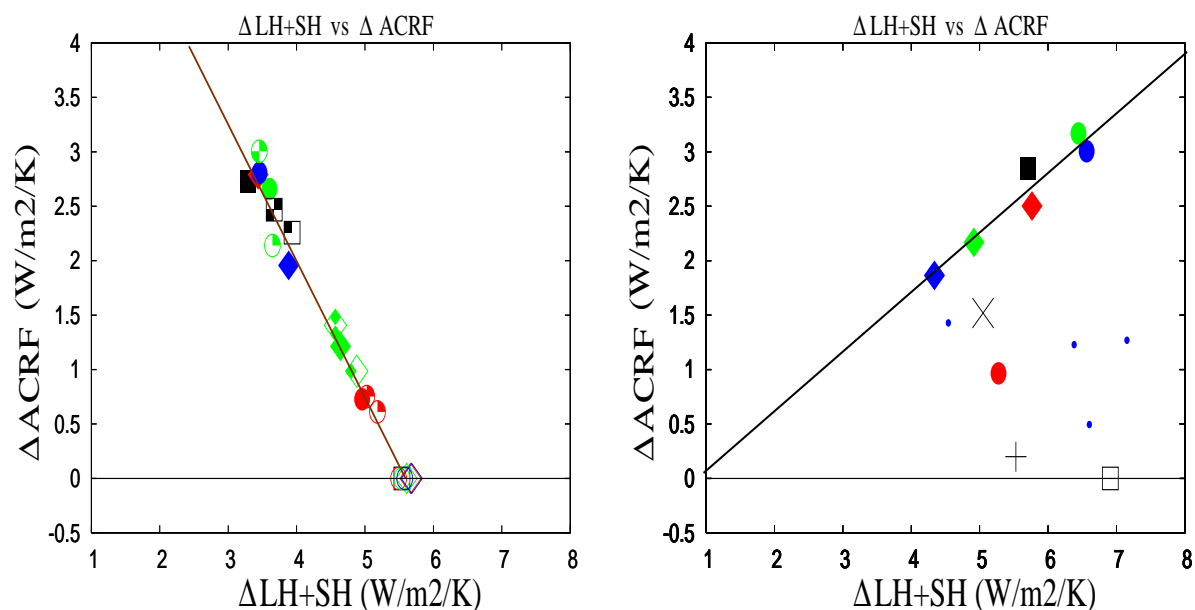 ΔLH+SH vs Δ ACRF
4
3.5
3
2.5
2
1.5
1
0.5
0
-0.5
ΔACRF (W/m2/K)
1 2 3 4 5 6 7 8
ΔLH+SH (W/m2/K)
ΔLH+SH vs Δ ACRF
4
3.5
3
2.5
2
1.5
1
0.5
0
-0.5
ΔACRF (W/m2/K)
1 2 3 4 5 6 7 8
ΔLH+SH (W/m2/K)